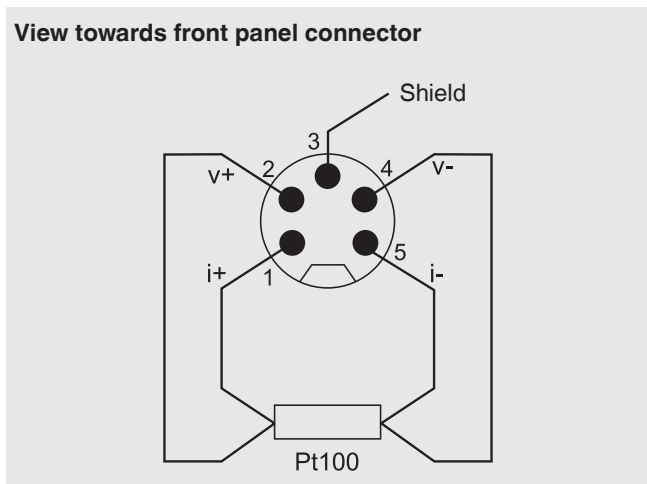 View towards front panel connector
Shield
3
2
4
v+
v-
i+
1
5
i-
Pt100